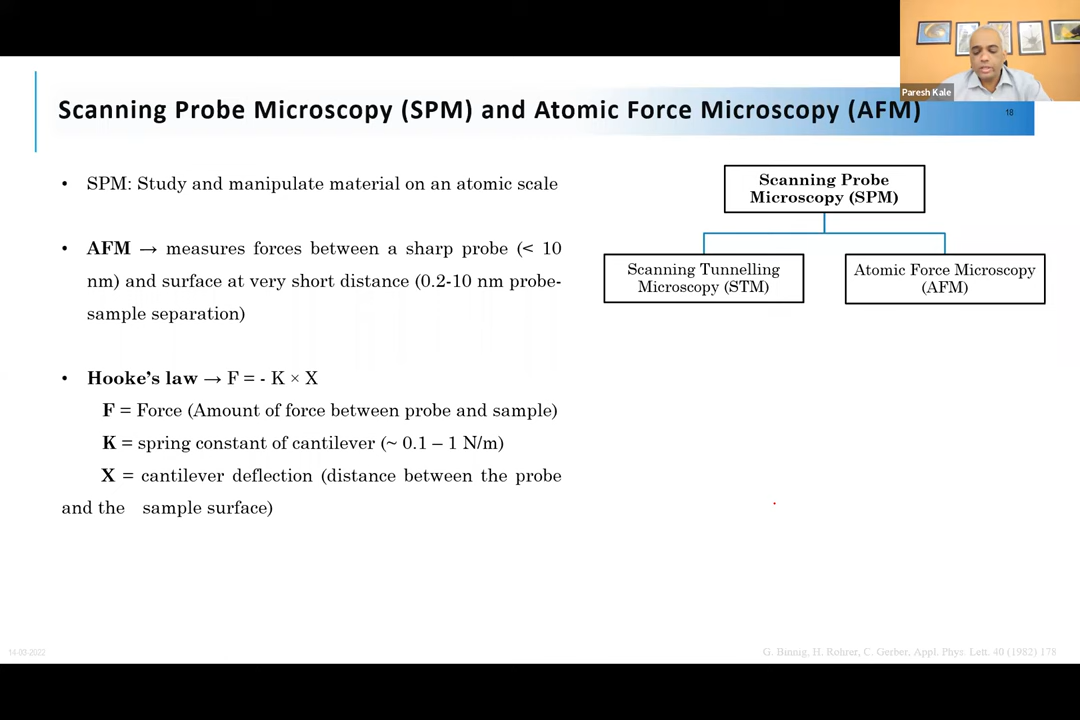 Paresh Kale
Scanning Probe Microscopy (SPM) and Atomic Force Microscopy (AFM)
18
• SPM: Study and manipulate material on an atomic scale
• AFM → measures forces between a sharp probe (< 10
nm) and surface at very short distance (0.2-10 nm probe-
sample separation)
• Hooke's law → F = - K × X
F = Force (Amount of force between probe and sample)
K = spring constant of cantilever (~ 0.1 – 1 N/m)
X = cantilever deflection (distance between the probe
and the sample surface)
Scanning Probe
Microscopy (SPM)
Scanning Tunnelling
Microscopy (STM)
Atomic Force Microscopy
(AFM)
14-03-2022
G. Binnig, H. Rohrer, C. Gerber, Appl. Phys. Lett. 40 (1982) 178